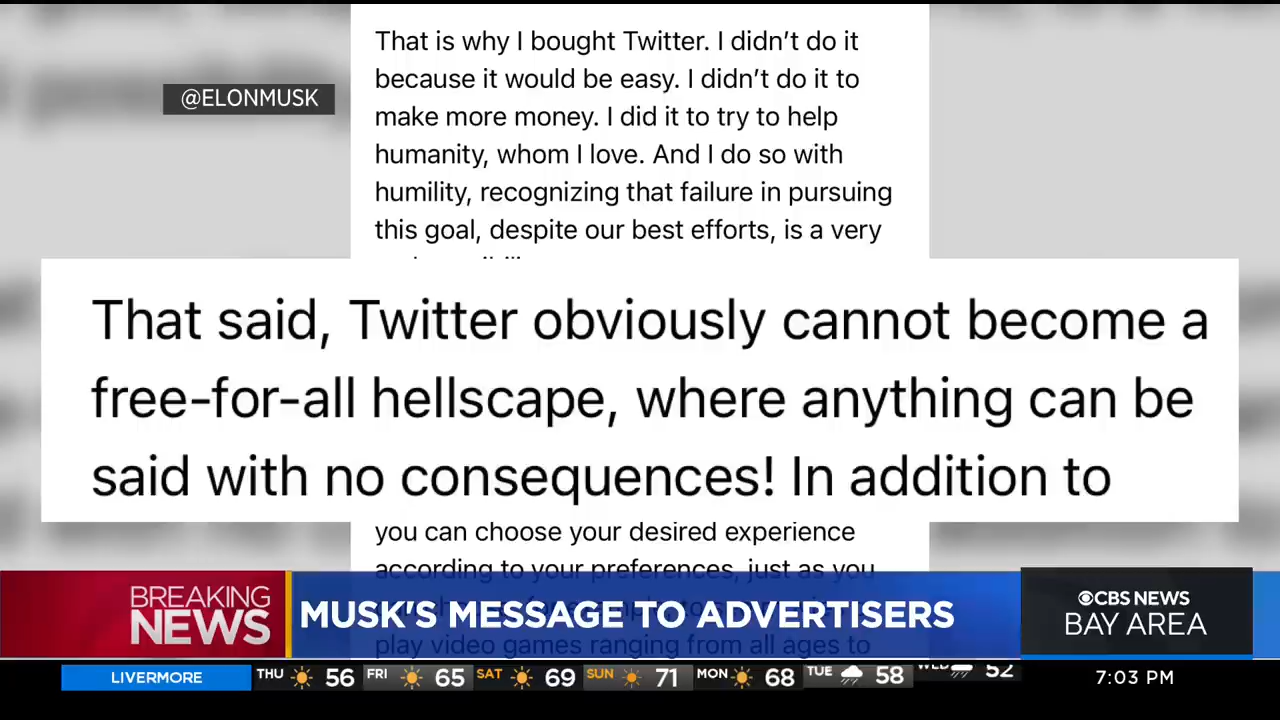 That is why I bought Twitter. I didn’t do it
because it would be easy. I didn’t do it to
make more money. I did it to try to help
humanity, whom I love. And I do so with
humility, recognizing that failure in pursuing
this goal, despite our best efforts, is a very
@ELONMUSK
That said, Twitter obviously cannot become a
free-for-all hellscape, where anything can be
said with no consequences! In addition to
you can choose your desired experience
according to your preferences, just as you
play video games ranging from all ages to
BREAKING
NEWS
MUSK'S MESSAGE TO ADVERTISERS
CBS NEWS
BAY AREA
LIVERMORE THU 56 FRI 65 SAT 69 SUN 71 MON 68 TUE 58 WED 52 7:03 PM